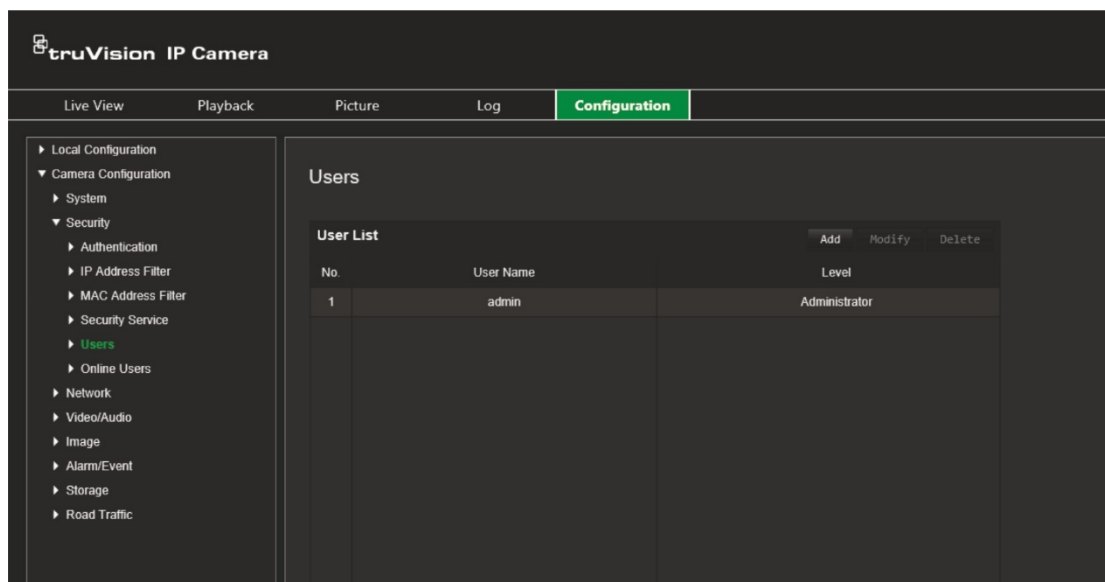 truVision IP Camera
Live View Playback Picture Log Configuration
Local Configuration
Camera Configuration
System
Security
Authentication
IP Address Filter
MAC Address Filter
Security Service
Users
Online Users
Network
Video/Audio
Image
Alarm/Event
Storage
Road Traffic
Users
User List Add Modify Delete
No. User Name Level
1 admin Administrator